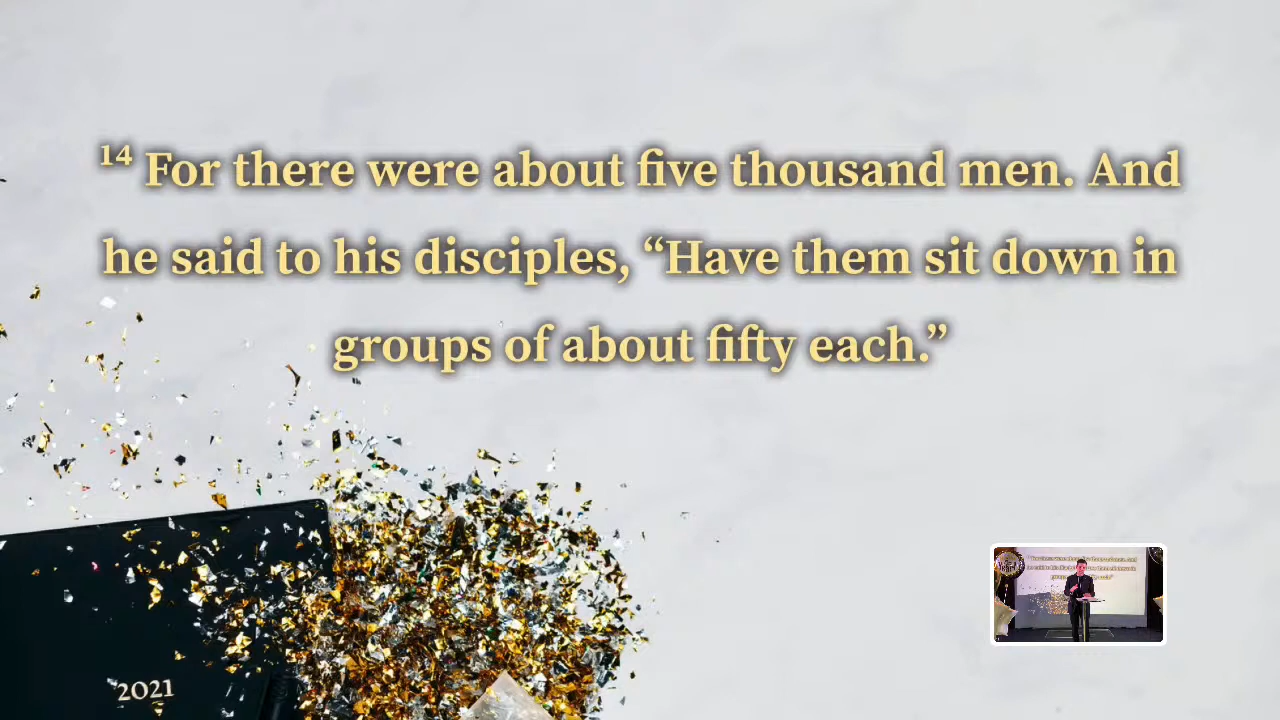 ¹⁴ For there were about five thousand men. And
he said to his disciples, “Have them sit down in
groups of about fifty each.”
2021